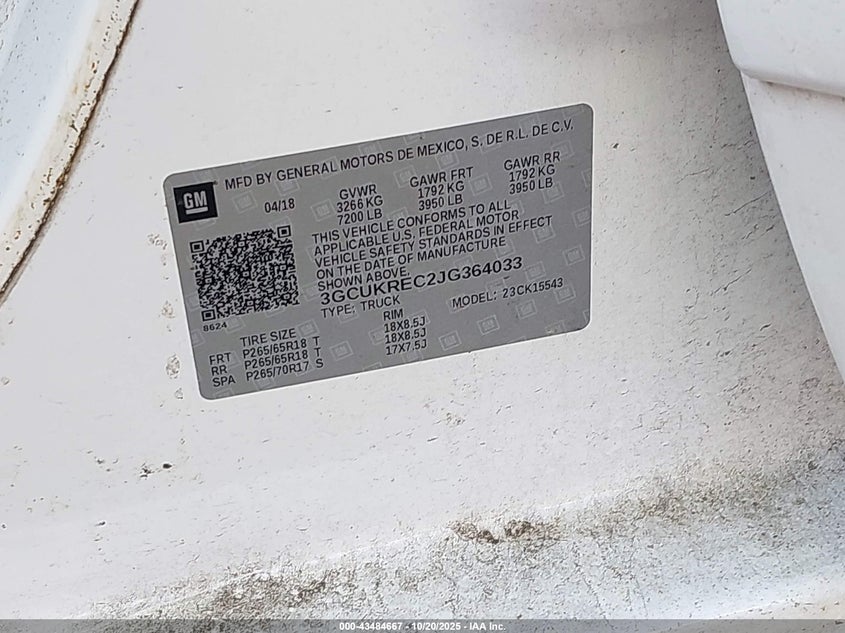 MFD BY GENERAL MOTORS DE MEXICO, S, DE R.L. DE C.V.
GM
04/18 GVWR GAWR FRT GAWR RR
3266 KG 1792 KG 1792 KG
7200 LB 3950 LB 3950 LB
THIS VEHICLE CONFORMS TO ALL
APPLICABLE U.S. FEDERAL MOTOR
VEHICLE SAFETY STANDARDS IN EFFECT
ON THE DATE OF MANUFACTURE
SHOWN ABOVE.
3GCUKREC2JG364033
TYPE: TRUCK MODEL: 23CK15543
8624
TIRE SIZE RIM
FRT P265/65R18 T 18X8.5J
RR P265/65R18 T 18X8.5J
SPA P265/70R17 S 17X7.5J
000-43484667 - 10/20/2025 - IAA Inc.